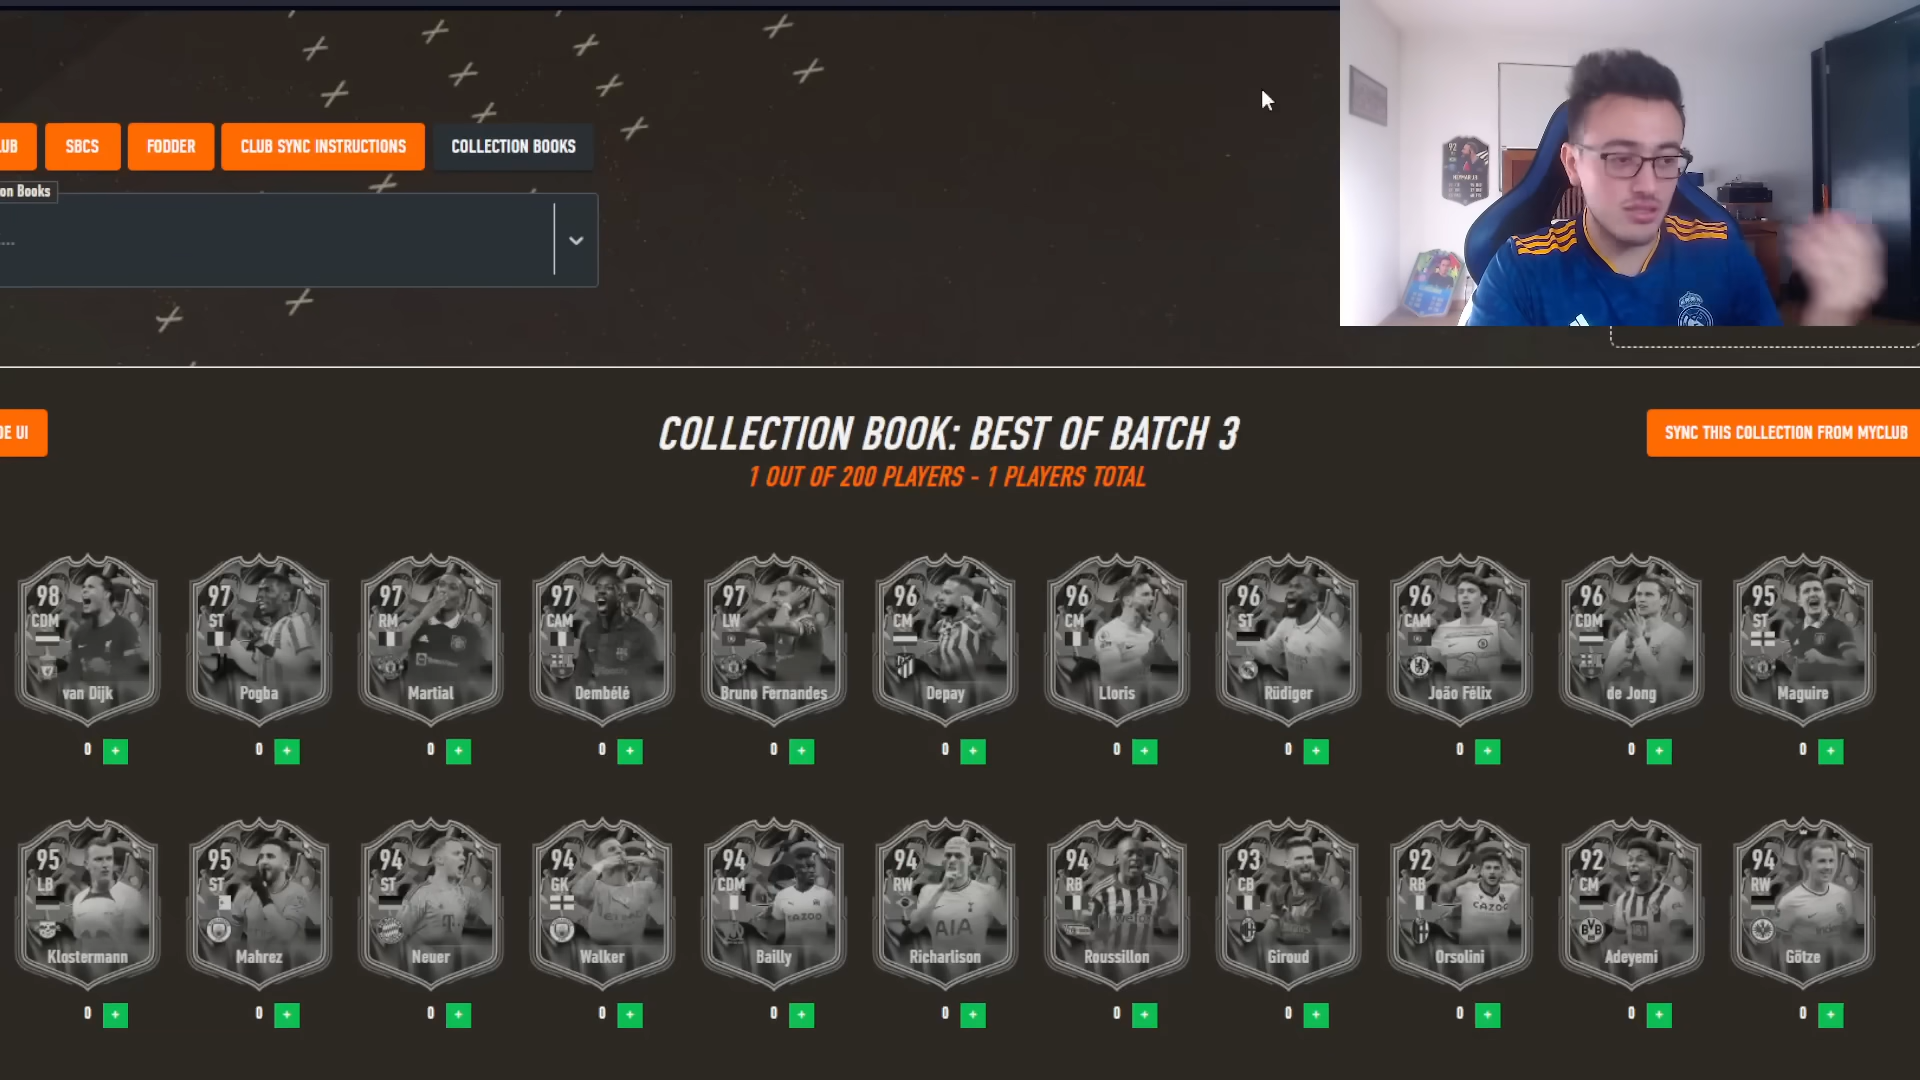 UB SBCS FODDER CLUB SYNC INSTRUCTIONS COLLECTION BOOKS
on Books
...
DE UI
COLLECTION BOOK: BEST OF BATCH 3
SYNC THIS COLLECTION FROM MYCLUB
1 OUT OF 200 PLAYERS - 1 PLAYERS TOTAL
98 97 97 97 97 96 96 96 96 96 95
CDM ST RM CAM LW CM CM ST CAM CDM ST
van Dijk Pogba Martial Dembélé Bruno Fernandes Depay Lloris Rüdiger João Félix de Jong Maguire
0 + 0 + 0 + 0 + 0 + 0 + 0 + 0 + 0 + 0 + 0 +
95 95 94 94 94 94 94 93 92 92 94
LB ST ST GK CDM RW RB CB RB CM RW
CAZOO AIA CAZOO BVB
Klostermann Mahrez Neuer Walker Bailly Richarlison Roussillon Giroud Orsolini Adeyemi Götze
0 + 0 + 0 + 0 + 0 + 0 + 0 + 0 + 0 + 0 + 0 +
92